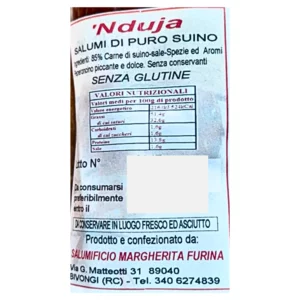 'Nduja
SALUMI DI PURO SUINO
Ingredienti: 85% Carne di suino-sale-Spezie ed Aromi
Peperoncino piccante e dolce. Senza conservanti
SENZA GLUTINE
VALORI NUTRIZIONALI
Valori medi per 100g di prodotto
Valore energetico
Grassi
di cui saturi
Carboidrati
di cui zuccheri
Proteine
Sale
Lotto N°
Da consumarsi
preferibilmente
entro il
DA CONSERVARE IN LUOGO FRESCO ED ASCIUTTO
Prodotto e confezionato da:
SALUMIFICIO MARGHERITA FURINA
Via G. Matteotti 31 89040
BIVONGI (RC) - Tel. 340 6274839